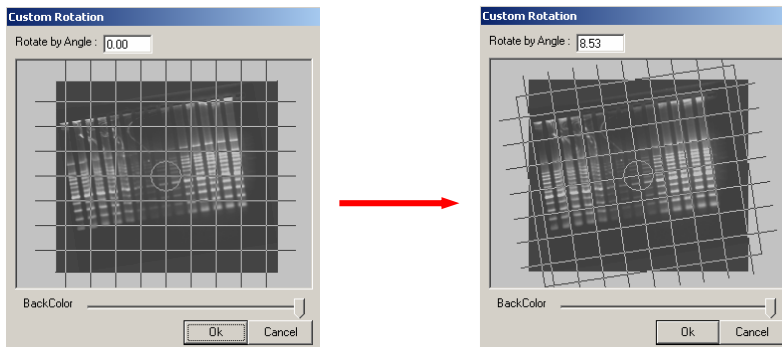 Custom Rotation
Rotate by Angle : 0.00
BackColor
Ok Cancel
Custom Rotation
Rotate by Angle : 8.53
BackColor
Ok Cancel